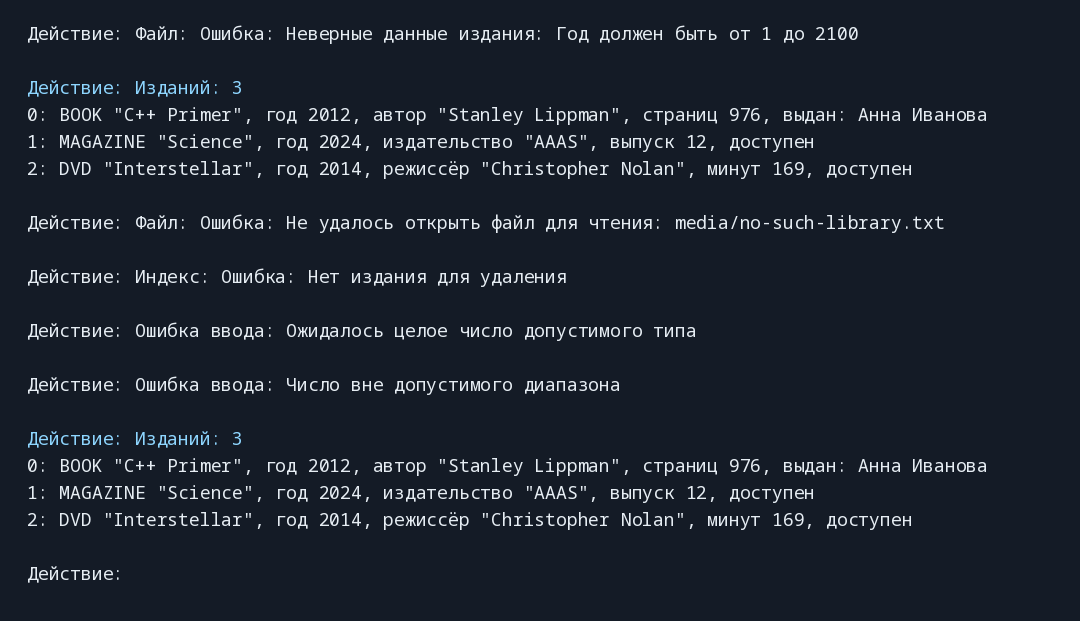 Действие: Файл: Ошибка: Неверные данные издания: Год должен быть от 1 до 2100
Действие: Изданий: 3
0: BOOK "C++ Primer", год 2012, автор "Stanley Lippman", страниц 976, выдан: Анна Иванова
1: MAGAZINE "Science", год 2024, издательство "AAAS", выпуск 12, доступен
2: DVD "Interstellar", год 2014, режиссёр "Christopher Nolan", минут 169, доступен
Действие: Файл: Ошибка: Не удалось открыть файл для чтения: media/no-such-library.txt
Действие: Индекс: Ошибка: Нет издания для удаления
Действие: Ошибка ввода: Ожидалось целое число допустимого типа
Действие: Ошибка ввода: Число вне допустимого диапазона
Действие: Изданий: 3
0: BOOK "C++ Primer", год 2012, автор "Stanley Lippman", страниц 976, выдан: Анна Иванова
1: MAGAZINE "Science", год 2024, издательство "AAAS", выпуск 12, доступен
2: DVD "Interstellar", год 2014, режиссёр "Christopher Nolan", минут 169, доступен
Действие: